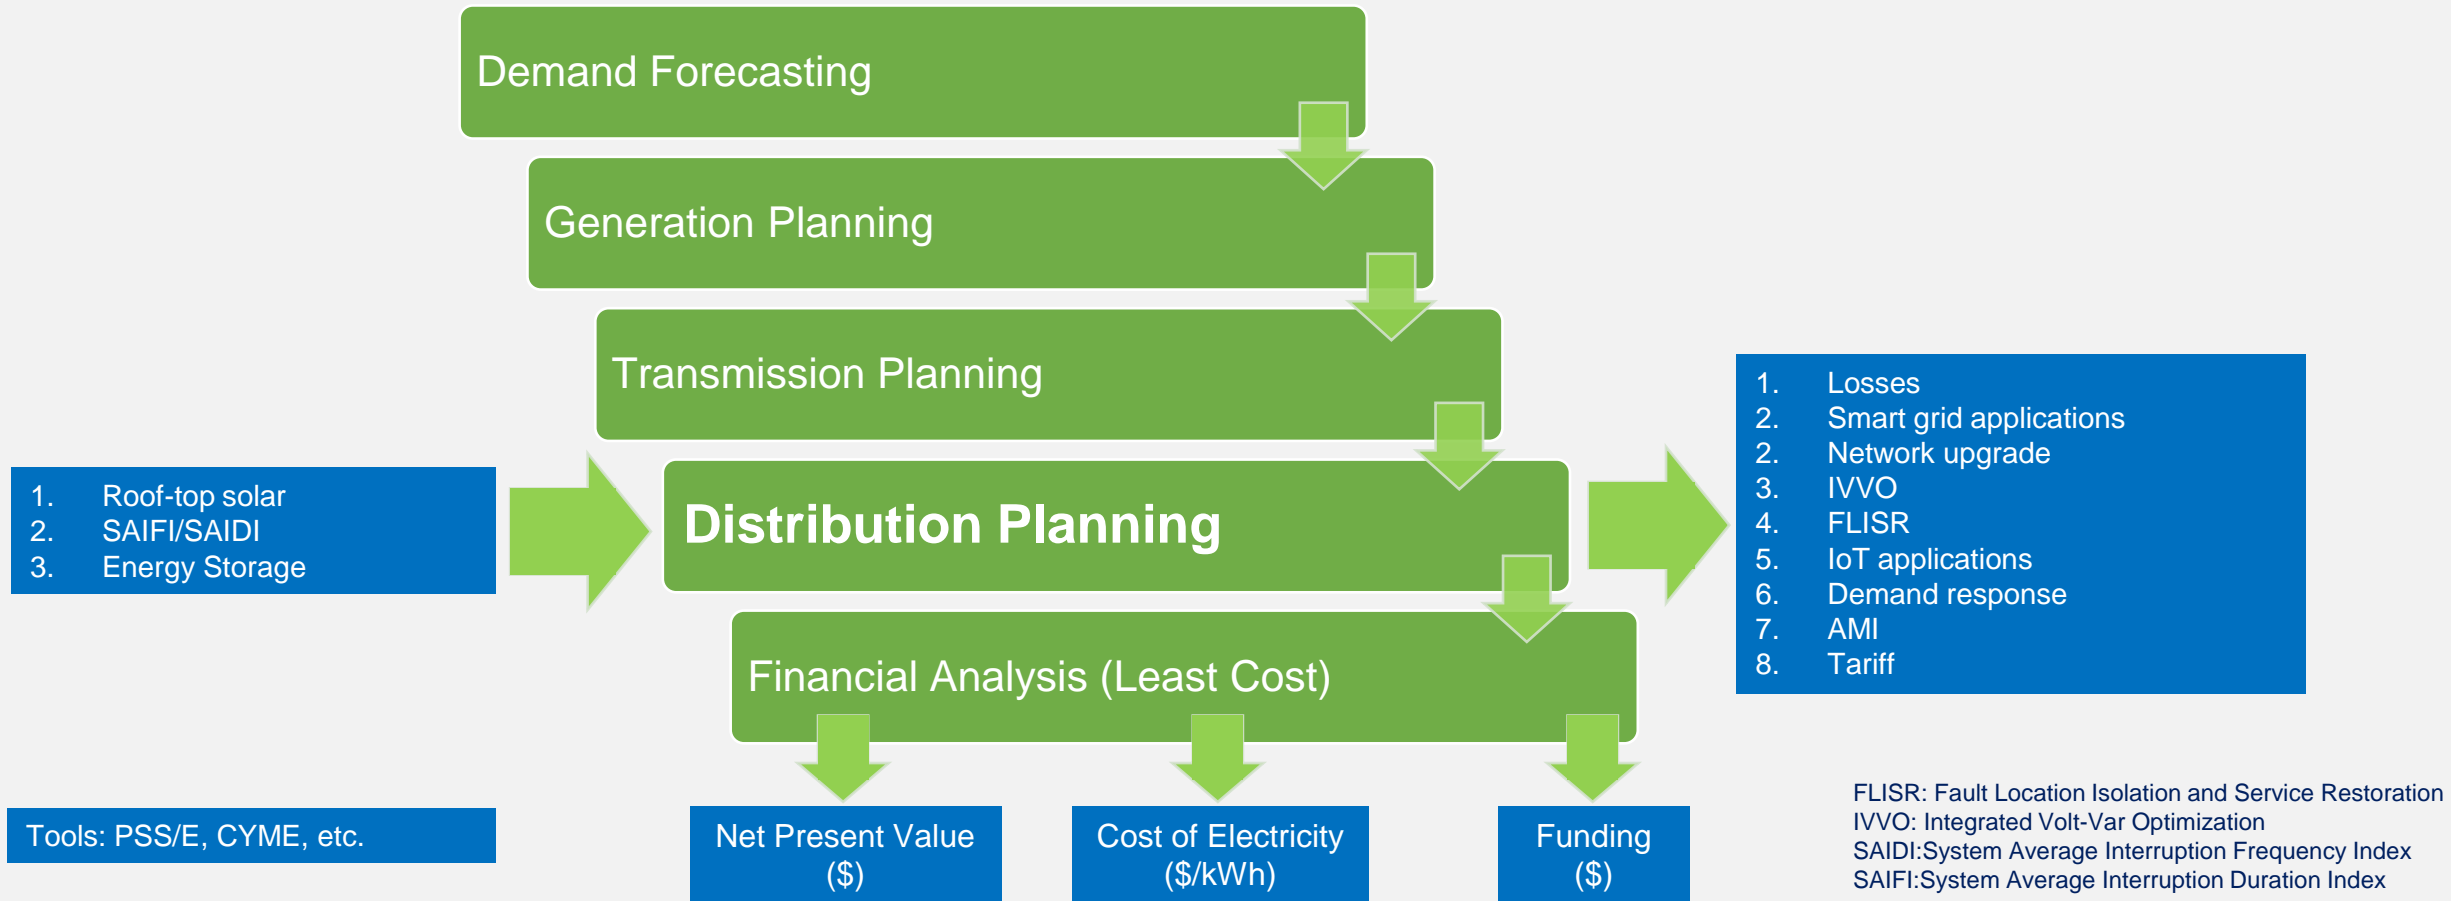 Demand Forecasting
Generation Planning
Transmission Planning
1. Roof-top solar
2. SAIFI/SAIDI
3. Energy Storage
Distribution Planning
1. Losses
2. Smart grid applications
2. Network upgrade
3. IVVO
4. FLISR
5. IoT applications
6. Demand response
7. AMI
8. Tariff
Financial Analysis (Least Cost)
Tools: PSS/E, CYME, etc.
Net Present Value
($)
Cost of Electricity
($/kWh)
Funding
($)
FLISR: Fault Location Isolation and Service Restoration
IVVO: Integrated Volt-Var Optimization
SAIDI:System Average Interruption Frequency Index
SAIFI:System Average Interruption Duration Index